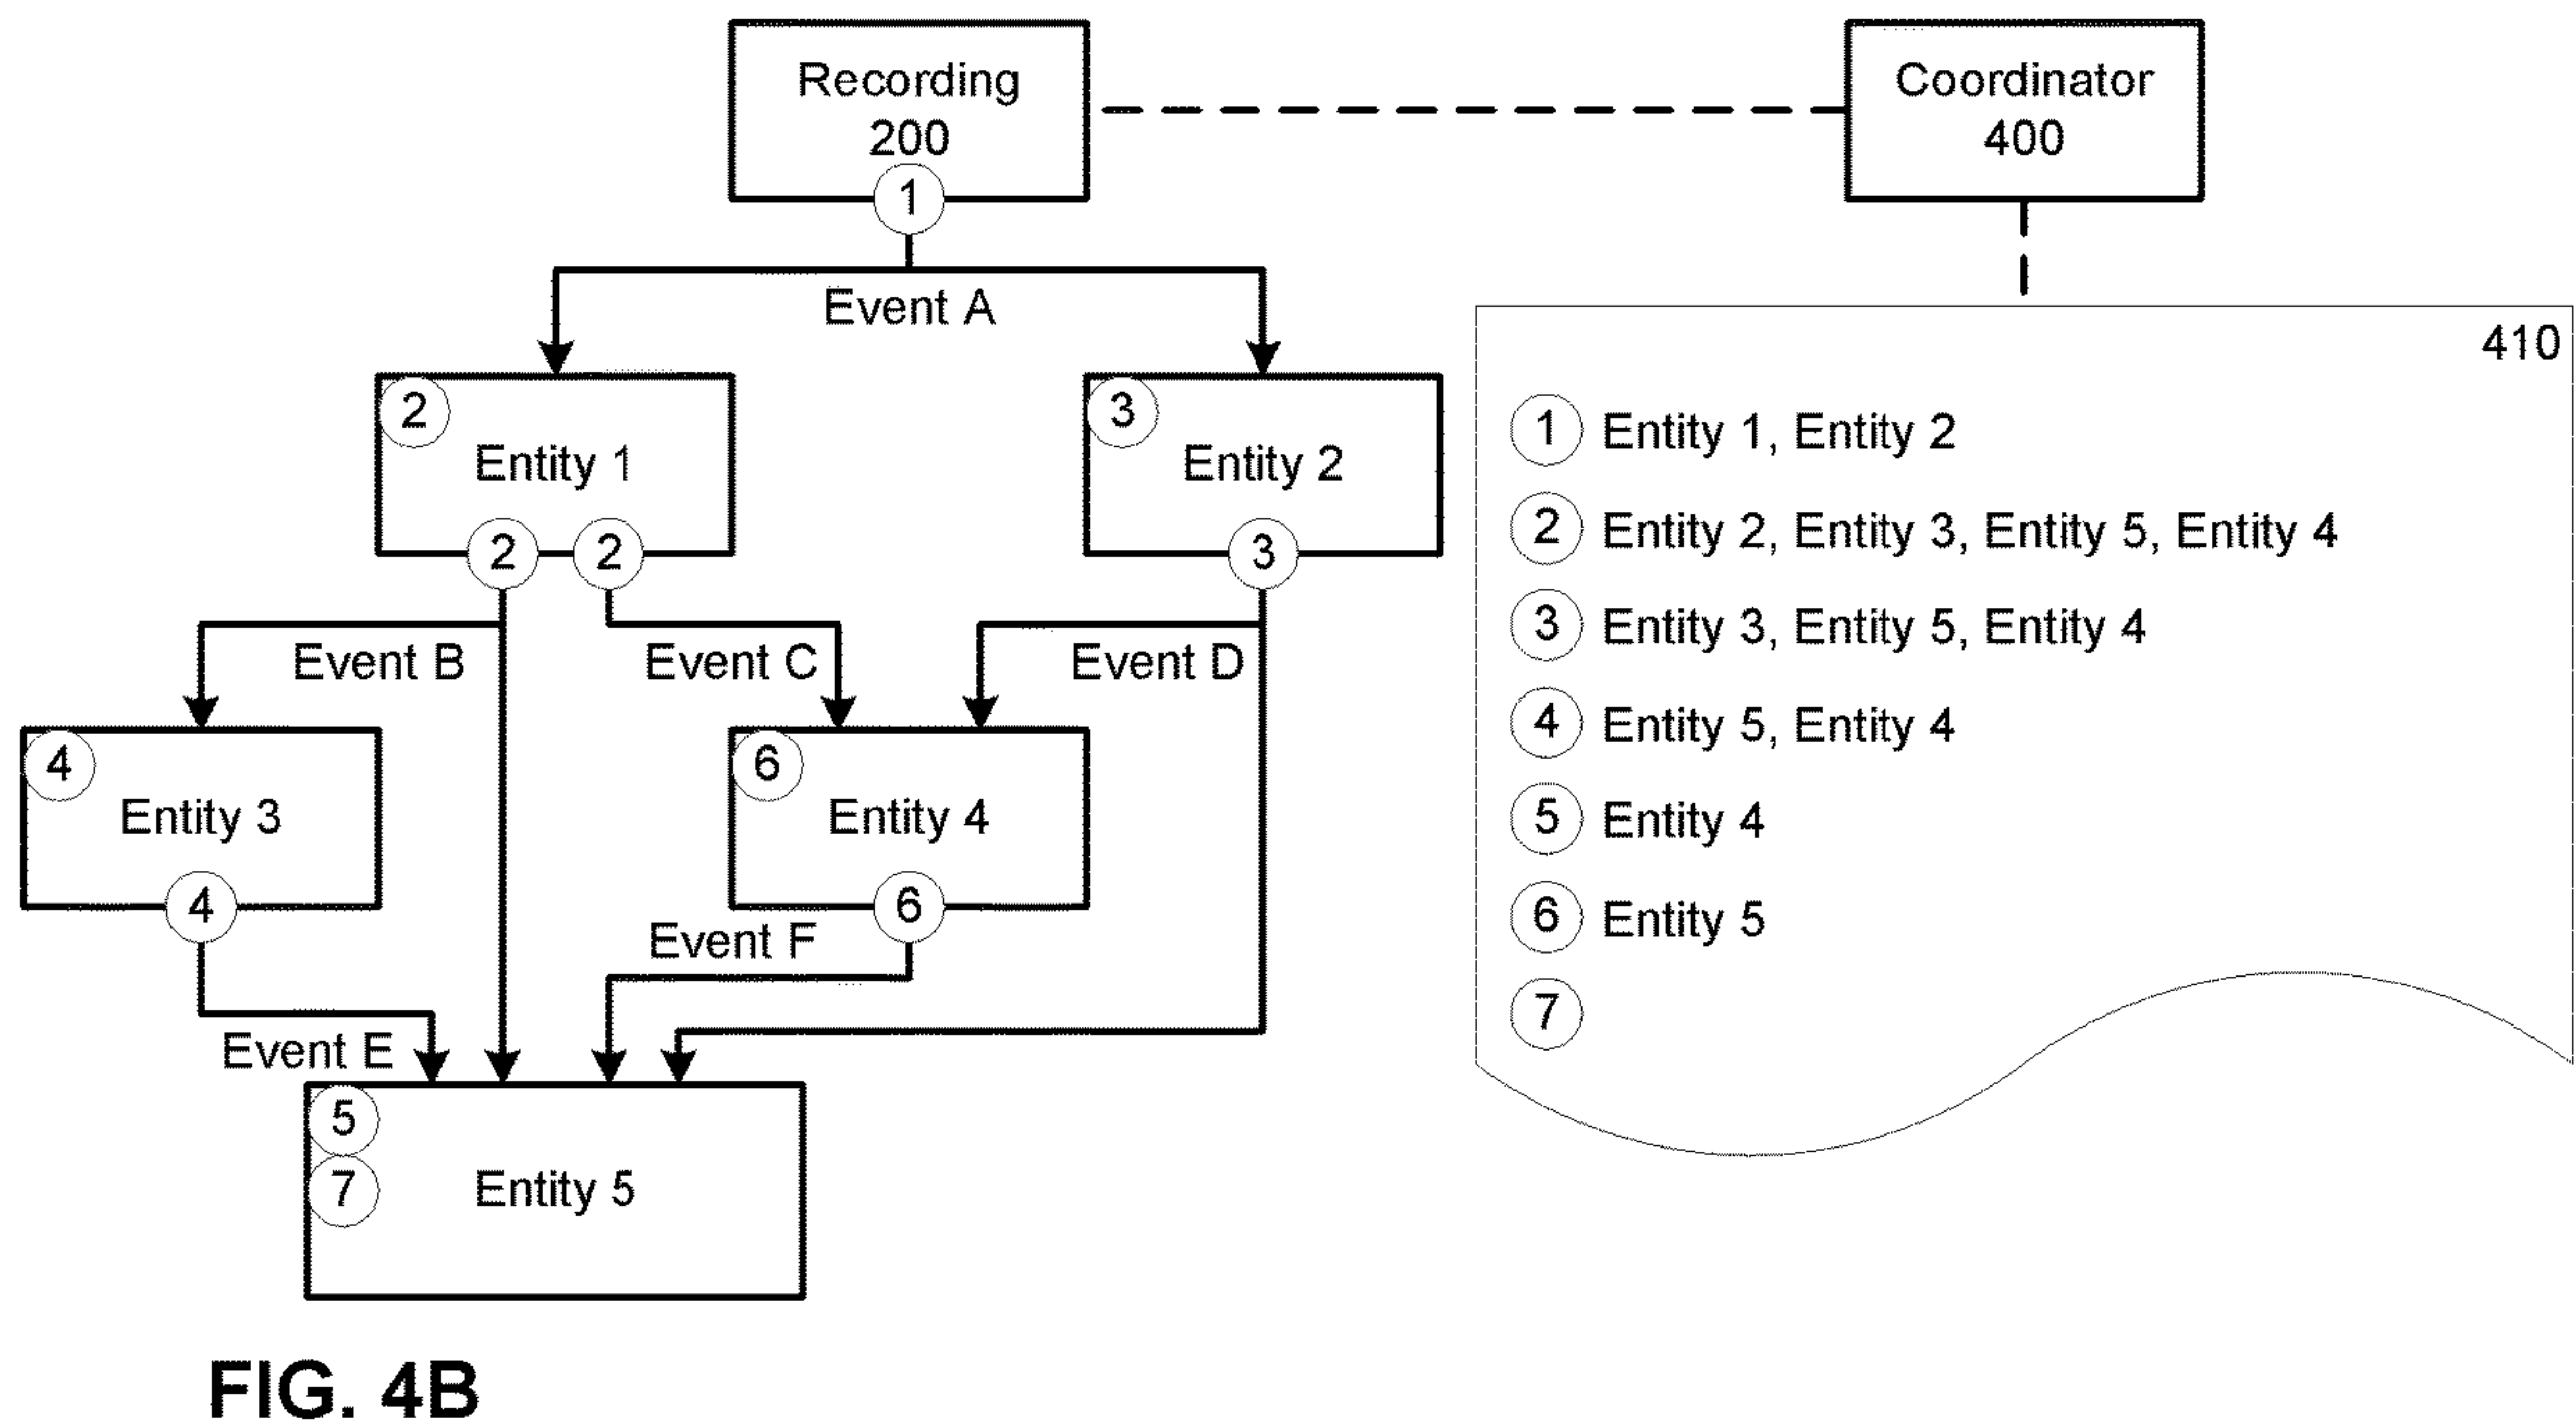 Recording
200
1
Coordinator
400
Event A
2
Entity 1
2 2
3
Entity 2
3
Event B
Event C
Event D
4
Entity 3
4
6
Entity 4
6
Event E
Event F
5
7
Entity 5
410
1 Entity 1, Entity 2
2 Entity 2, Entity 3, Entity 5, Entity 4
3 Entity 3, Entity 5, Entity 4
4 Entity 5, Entity 4
5 Entity 4
6 Entity 5
7
FIG. 4B